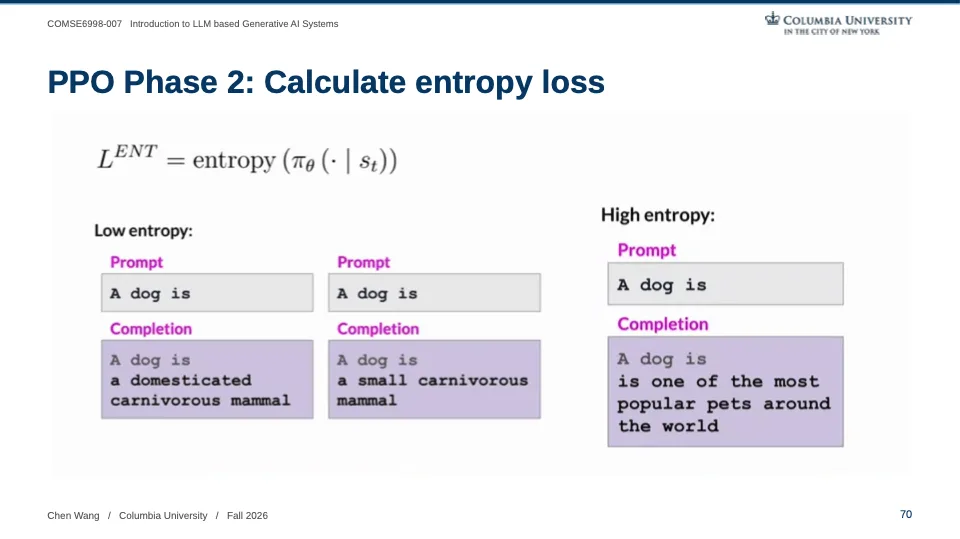 COMSE6998-007 Introduction to LLM based Generative AI Systems
COLUMBIA UNIVERSITY
IN THE CITY OF NEW YORK
PPO Phase 2: Calculate entropy loss
L^{ENT} = entropy (π_θ (· | s_t))
Low entropy:
Prompt
A dog is
Completion
A dog is
a domesticated
carnivorous mammal
Prompt
A dog is
Completion
A dog is
a small carnivorous
mammal
High entropy:
Prompt
A dog is
Completion
A dog is
is one of the most
popular pets around
the world
Chen Wang / Columbia University / Fall 2026
70